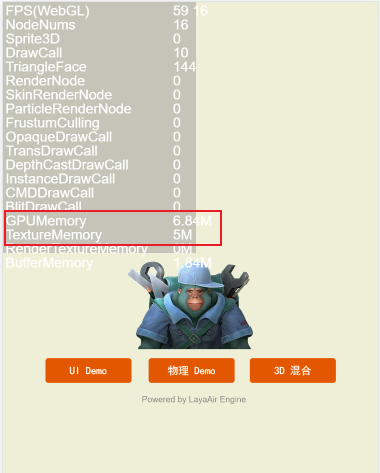 FPS(WebGL) 59 16
NodeNums 16
Sprite3D 0
DrawCall 10
TriangleFace 144
RenderNode 0
SkinRenderNode 0
ParticleRenderNode 0
FrustumCulling 0
OpaqueDrawCall 0
TransDrawCall 0
DepthCastDrawCall 0
InstanceDrawCall 0
CMDDrawCall 0
BlitDrawCall 0
GPUMemory 6.84M
TextureMemory 5M
RenderTextureMemory 0M
BufferMemory 1.84M
UI Demo 物理 Demo 3D 混合
Powered by LayaAir Engine